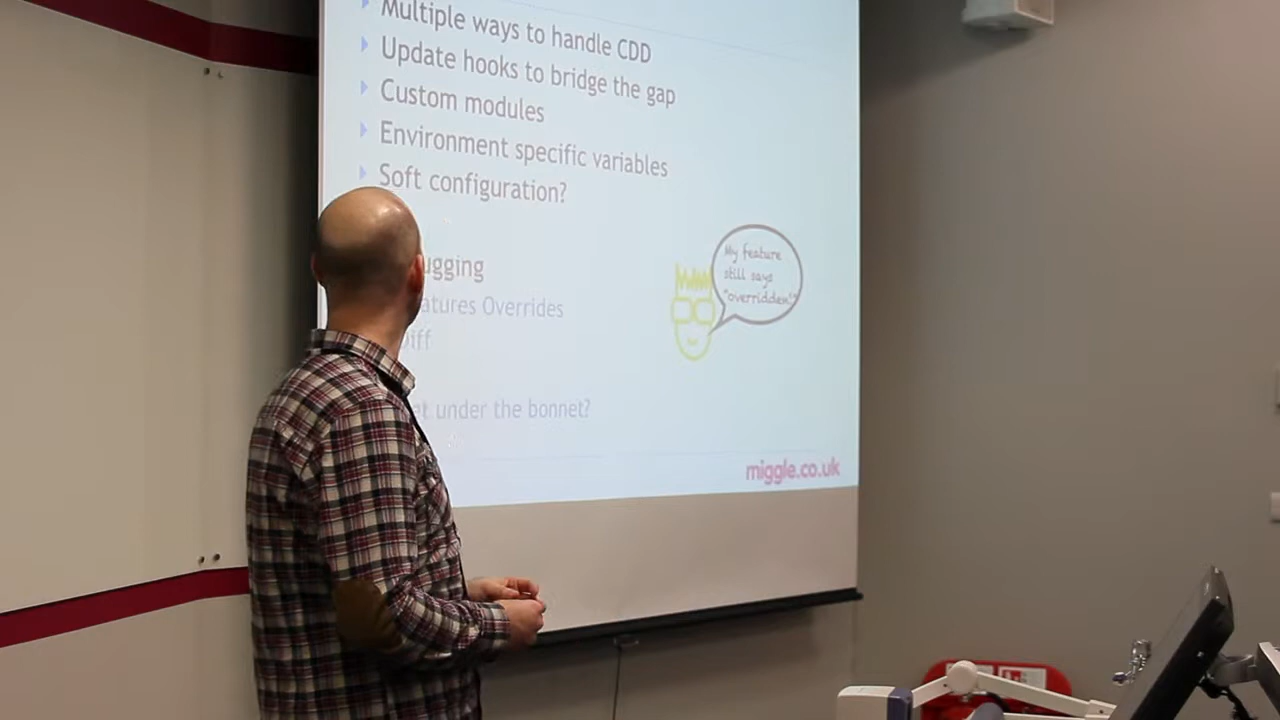 Multiple ways to handle CDD
Update hooks to bridge the gap
Custom modules
Environment specific variables
Soft configuration?
ugging
atures Overrides
iff
under the bonnet?
My feature
still says
"overridden!"
miggle.co.uk